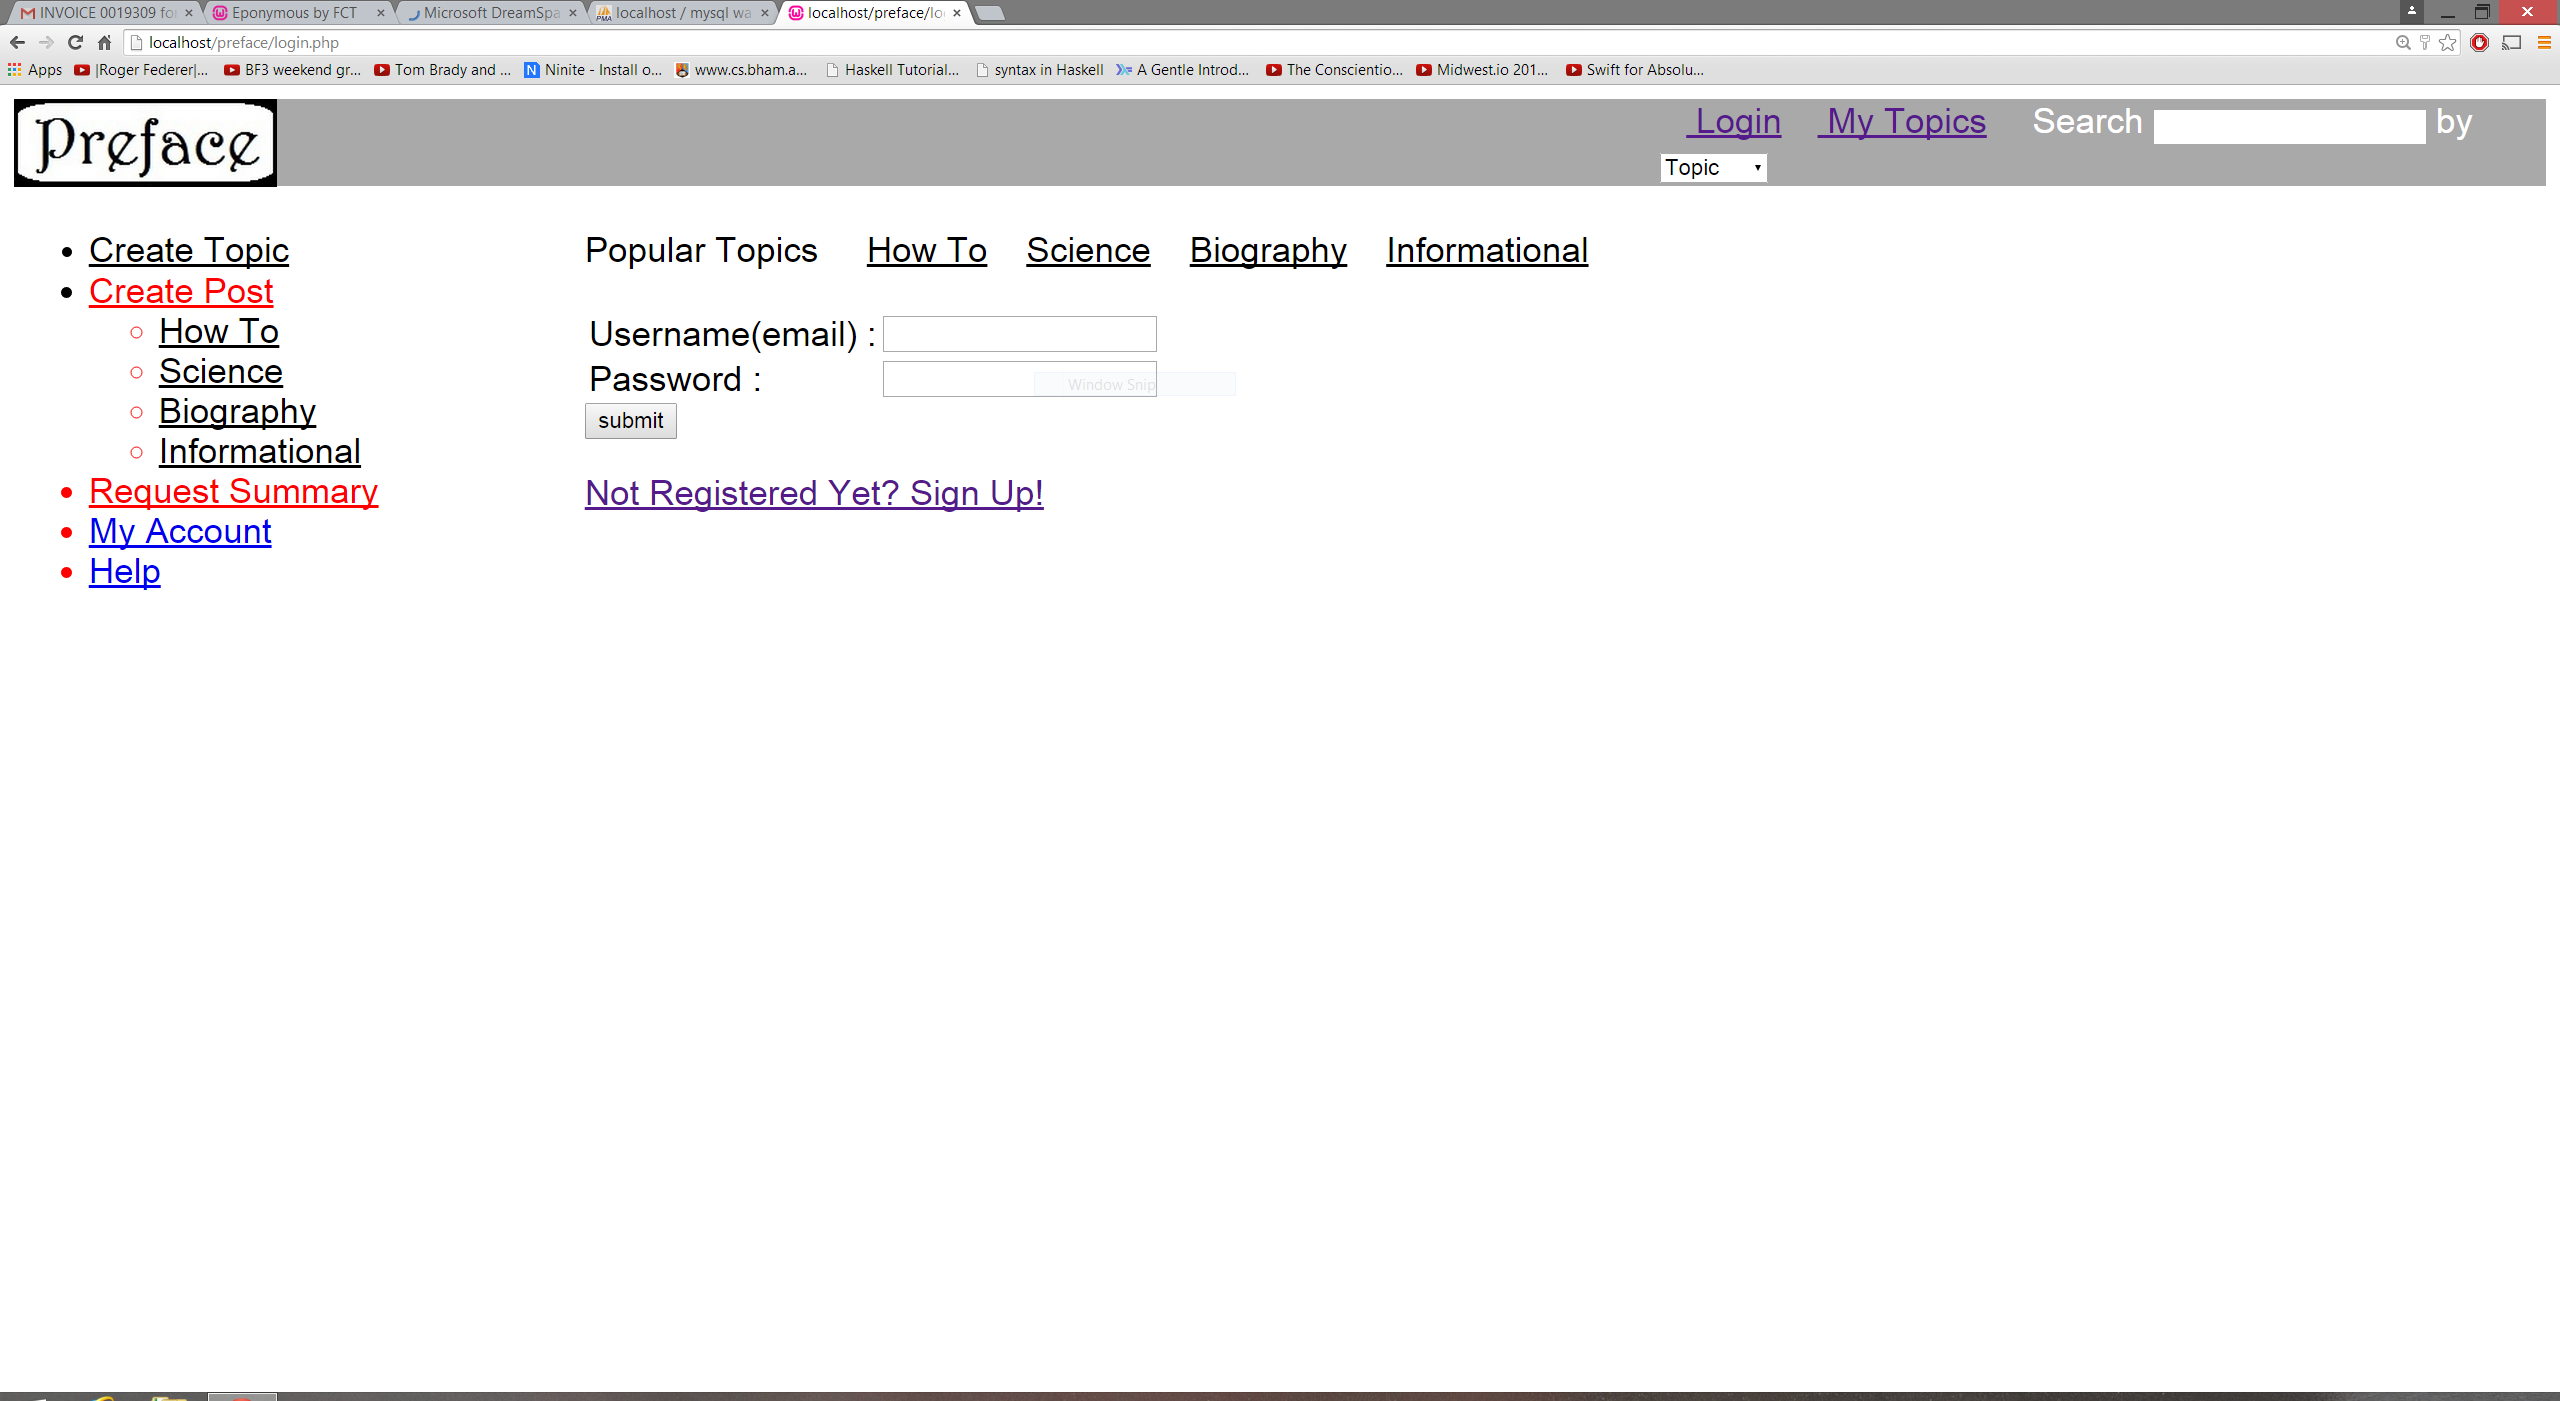 INVOICE 0019309 for
Eponymous by FCT
Microsoft DreamSpa
localhost / mysql wa
localhost/preface/lo
localhost/preface/login.php
Apps |Roger Federer|... BF3 weekend gr... Tom Brady and ... Ninite - Install o... www.cs.bham.a... Haskell Tutorial... syntax in Haskell A Gentle Introd... The Conscientio... Midwest.io 201... Swift for Absolu...
Preface
Login My Topics Search by
Topic
Create Topic
Create Post
How To
Science
Biography
Informational
Request Summary
My Account
Help
Popular Topics How To Science Biography Informational
Username(email) :
Password :
Window Snip
submit
Not Registered Yet? Sign Up!